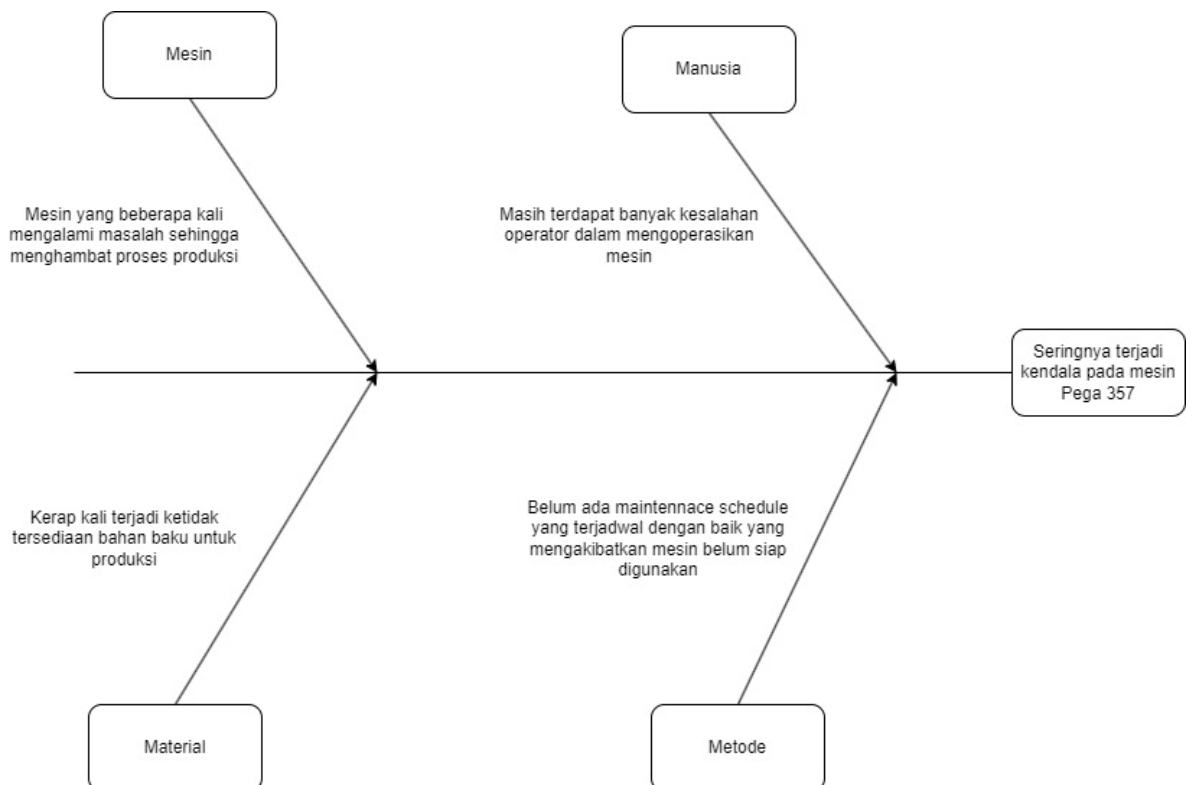 Mesin
Manusia
Mesin yang beberapa kali
mengalami masalah sehingga
menghambat proses produksi
Masih terdapat banyak kesalahan
operator dalam mengoperasikan
mesin
Seringnya terjadi
kendala pada mesin
Pega 357
Kerap kali terjadi ketidak
tersediaan bahan baku untuk
produksi
Belum ada maintennace schedule
yang terjadwal dengan baik yang
mengakibatkan mesin belum siap
digunakan
Material
Metode